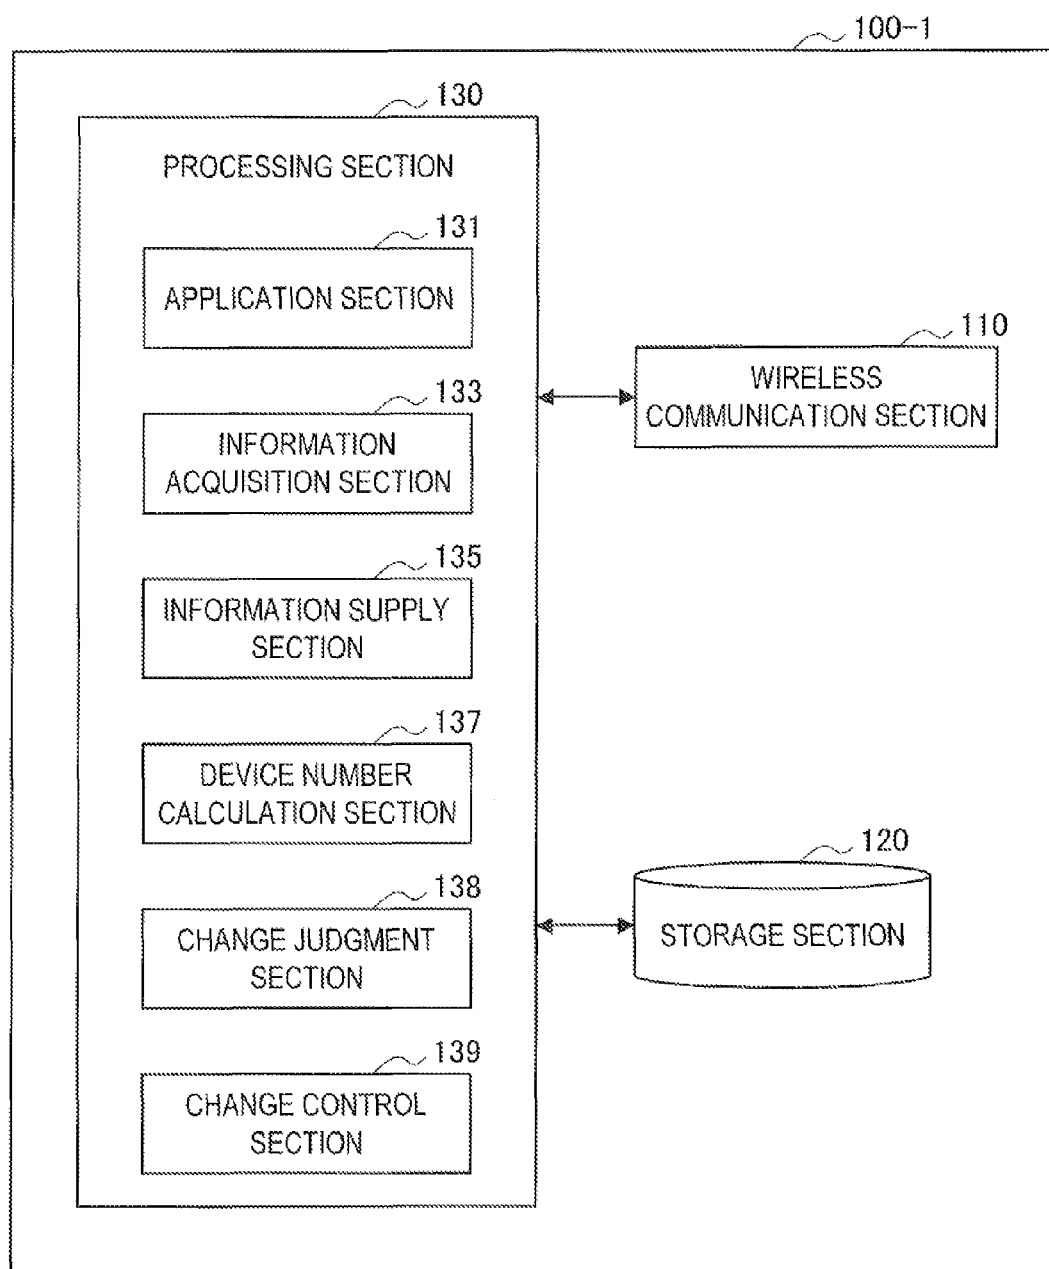 100-1
130
PROCESSING SECTION
131
APPLICATION SECTION
133
INFORMATION
ACQUISITION SECTION
135
INFORMATION SUPPLY
SECTION
137
DEVICE NUMBER
CALCULATION SECTION
138
CHANGE JUDGMENT
SECTION
139
CHANGE CONTROL
SECTION
110
WIRELESS
COMMUNICATION SECTION
120
STORAGE SECTION